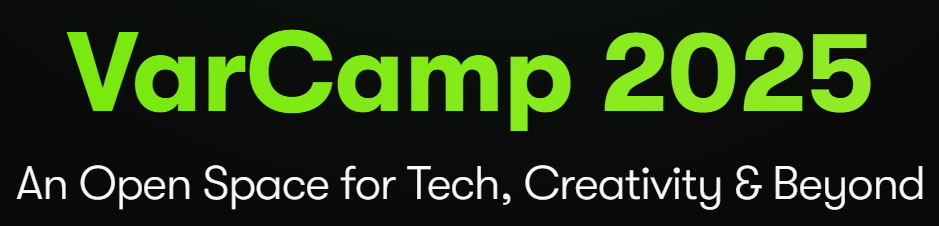 VarCamp 2025
An Open Space for Tech, Creativity & Beyond